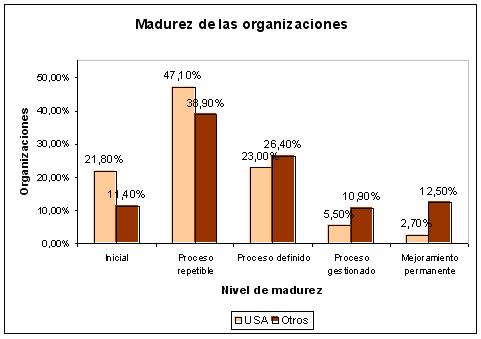 Madurez de las organizaciones
Organizaciones
50,00%
40,00%
30,00%
20,00%
10,00%
0,00%
21,80%
11,40%
47,10%
38,90%
23,00%
26,40%
5,50%
10,90%
2,70%
12,50%
Inicial
Proceso
repetible
Proceso definido
Proceso
gestionado
Mejoramiento
permanente
Nivel de madurez
USA
Otros